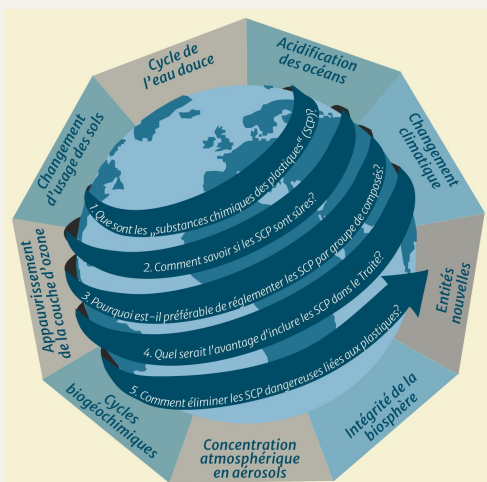 Cycle de
l'eau douce
Acidification
des océans
Changement
climatique
Entités
nouvelles
Intégrité de la
biosphère
Concentration
atmosphérique
en aérosols
Cycles
biogéochimiques
Appauvrissement
de la couche d'ozone
Changement
d'usage des sols
1. Que sont les „substances chimiques des plastiques“ (SCP)?
2. Comment savoir si les SCP sont sûres?
3. Pourquoi est-il préférable de réglementer les SCP par groupe de composés?
4. Quel serait l'avantage d'inclure les SCP dans le Traité?
5. Comment éliminer les SCP dangereuses liées aux plastiques?